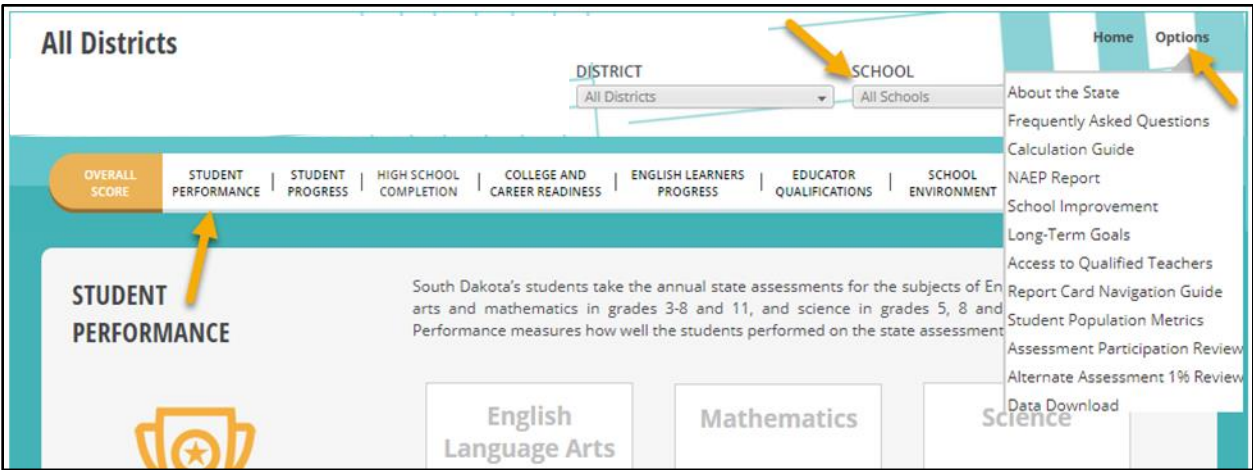 All Districts
Home Options
DISTRICT
All Districts
SCHOOL
All Schools
About the State
Frequently Asked Questions
Calculation Guide
NAEP Report
School Improvement
Long-Term Goals
Access to Qualified Teachers
Report Card Navigation Guide
Student Population Metrics
Assessment Participation Review
Alternate Assessment 1% Review
Data Download
OVERALL
SCORE
STUDENT
PERFORMANCE
STUDENT
PROGRESS
HIGH SCHOOL
COMPLETION
COLLEGE AND
CAREER READINESS
ENGLISH LEARNERS
PROGRESS
EDUCATOR
QUALIFICATIONS
SCHOOL
ENVIRONMENT
STUDENT
PERFORMANCE
South Dakota's students take the annual state assessments for the subjects of En
arts and mathematics in grades 3-8 and 11, and science in grades 5, 8 and
Performance measures how well the students performed on the state assessment
English
Language Arts
Mathematics
Science